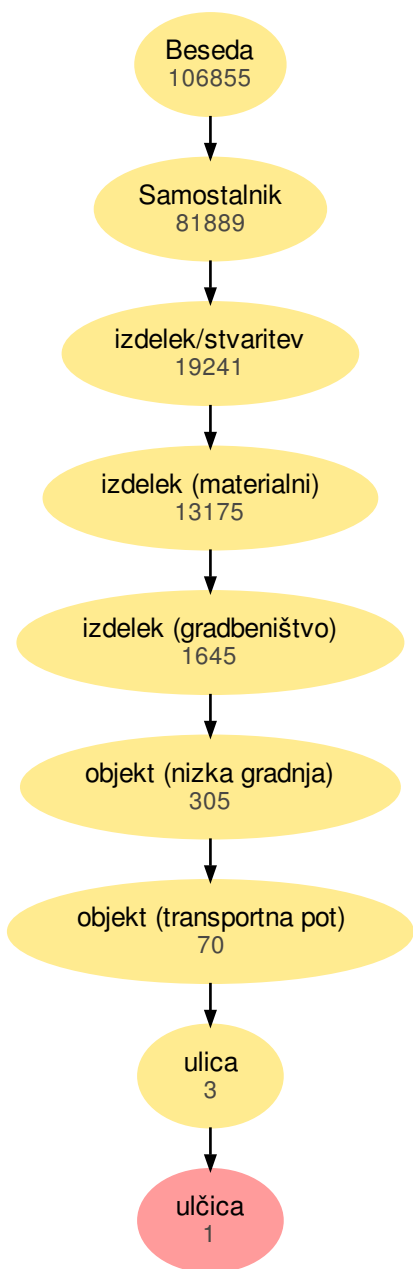 Beseda
106855
Samostalnik
81889
izdelek/stvaritev
19241
izdelek (materialni)
13175
izdelek (gradbeništvo)
1645
objekt (nizka gradnja)
305
objekt (transportna pot)
70
ulica
3
ulčica
1